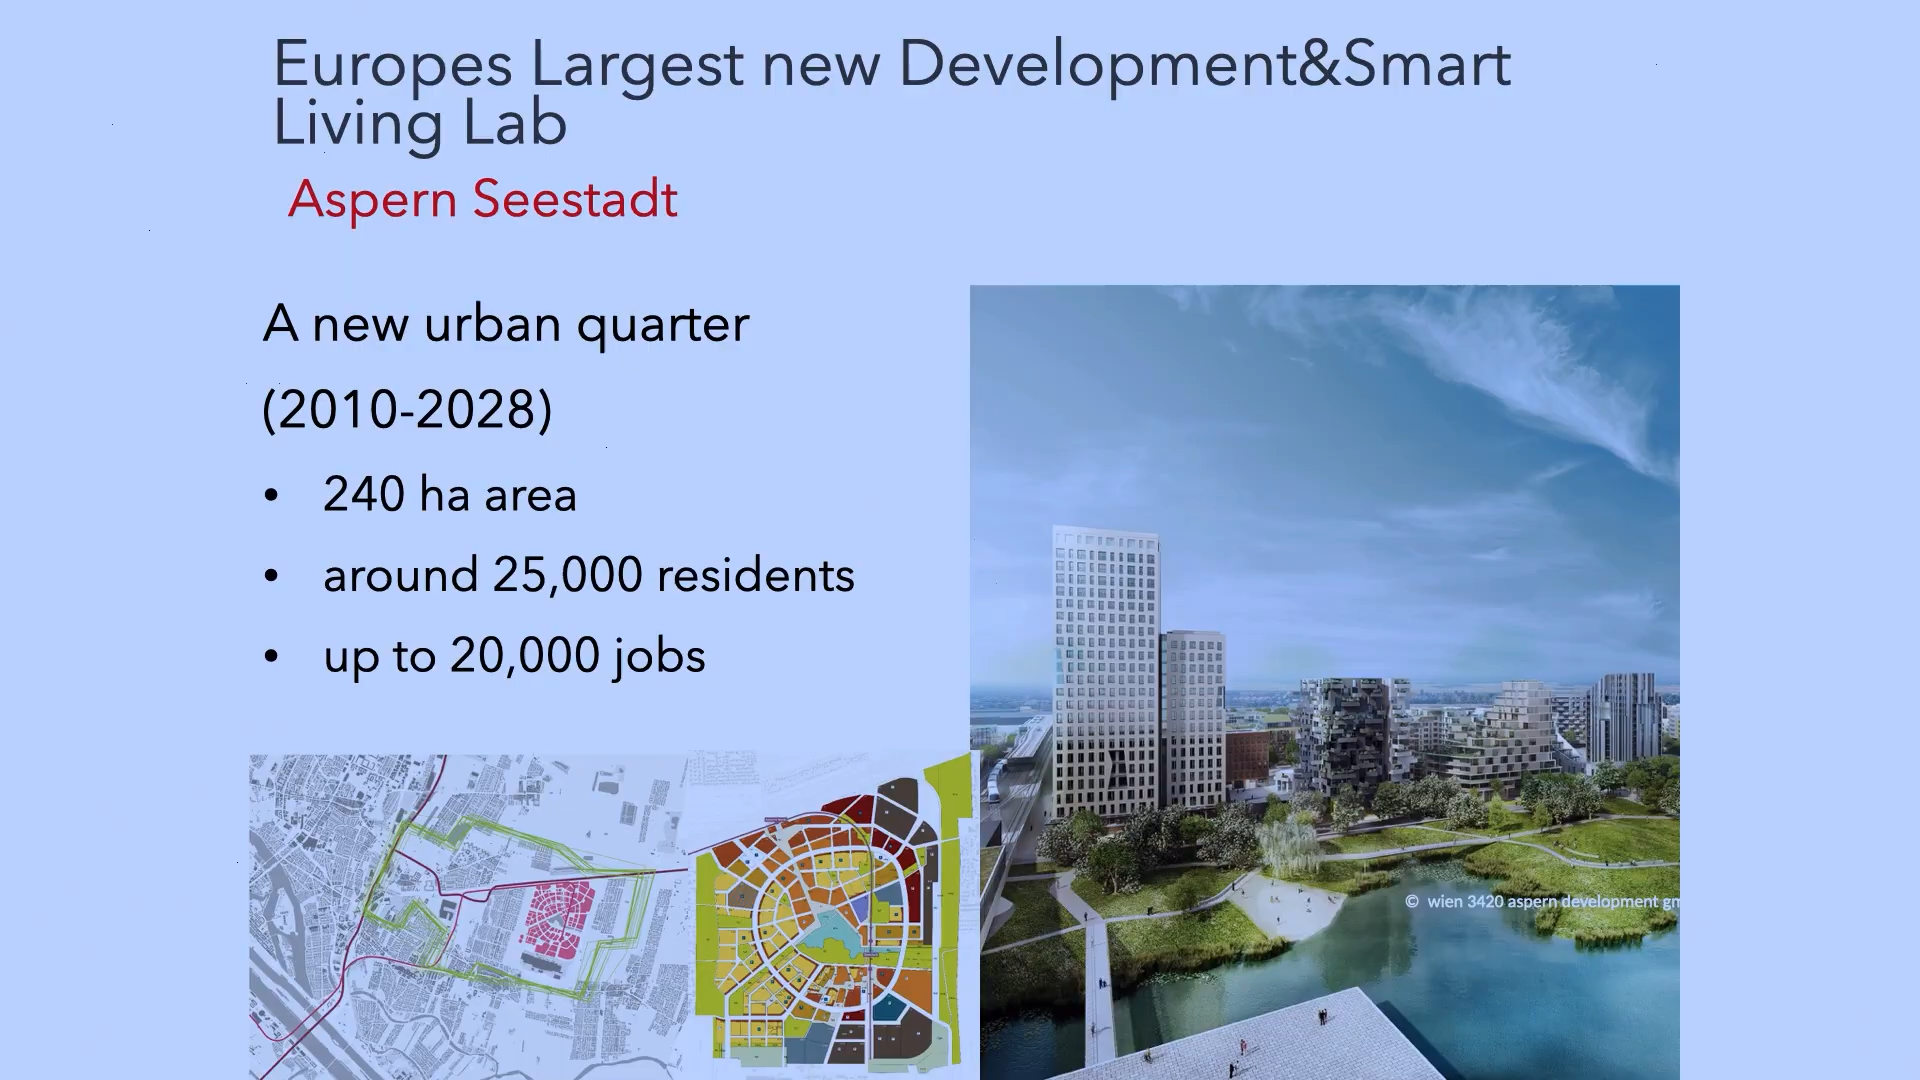 Europes Largest new Development&Smart
Living Lab
Aspern Seestadt
A new urban quarter
(2010-2028)
• 240 ha area
• around 25,000 residents
• up to 20,000 jobs
© wien 3420 aspern development gm